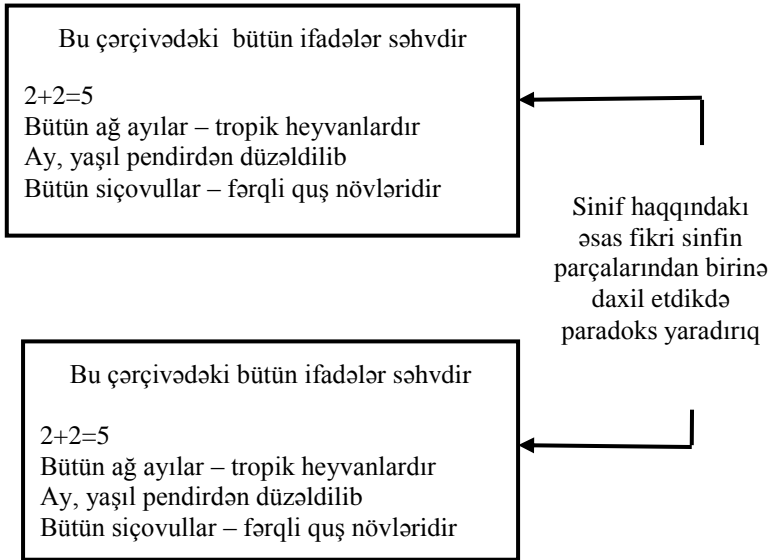 Bu çərçivədəki bütün ifadələr səhvdir
2+2=5
Bütün ağ ayılar – tropik heyvanlardır
Ay, yaşıl pendirdən düzəldilib
Bütün siçovullar – fərqli quş növləridir
Sinif haqqındakı
əsas fikri sinfin
parçalarından birinə
daxil etdikdə
paradoks yaradırıq
Bu çərçivədəki bütün ifadələr səhvdir
2+2=5
Bütün ağ ayılar – tropik heyvanlardır
Ay, yaşıl pendirdən düzəldilib
Bütün siçovullar – fərqli quş növləridir